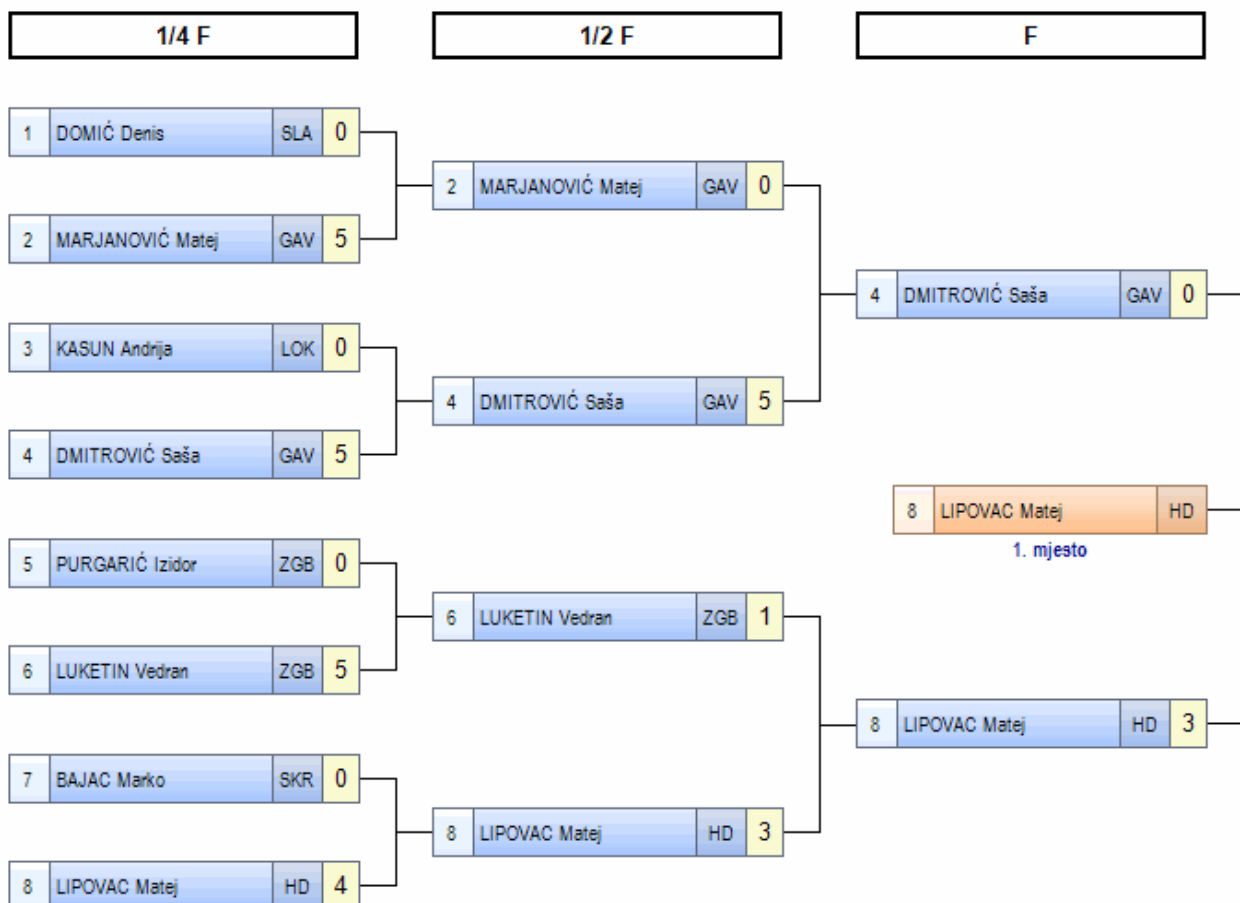 1/4 F 1/2 F F
1 DOMIĆ Denis SLA 0
2 MARJANOVIĆ Matej GAV 0
2 MARJANOVIĆ Matej GAV 5
4 DMITROVIĆ Saša GAV 0
3 KASUN Andrija LOK 0
4 DMITROVIĆ Saša GAV 5
4 DMITROVIĆ Saša GAV 5
8 LIPOVAC Matej HD
1. mjesto
5 PURGARIĆ Izidor ZGB 0
6 LUKETIN Vedran ZGB 1
6 LUKETIN Vedran ZGB 5
8 LIPOVAC Matej HD 3
7 BAJAC Marko SKR 0
8 LIPOVAC Matej HD 3
8 LIPOVAC Matej HD 4